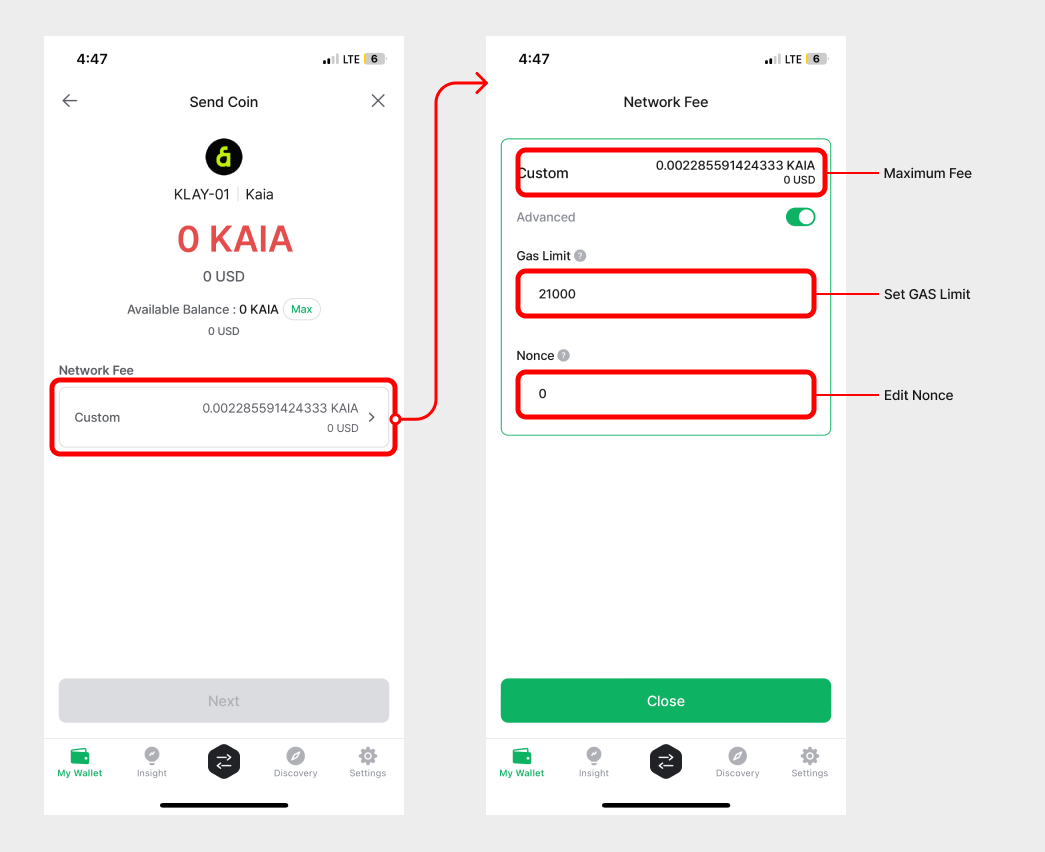 4:47
LTE 6
Send Coin
KLAY-01 Kaia
0 KAIA
0 USD
Available Balance : 0 KAIA Max
0 USD
Network Fee
Custom 0.002285591424333 KAIA
0 USD
Next
My Wallet Insight Discovery Settings
4:47
LTE 6
Network Fee
Custom 0.002285591424333 KAIA
0 USD
Maximum Fee
Advanced
Gas Limit ?
21000
Set GAS Limit
Nonce ?
0
Edit Nonce
Close
My Wallet Insight Discovery Settings